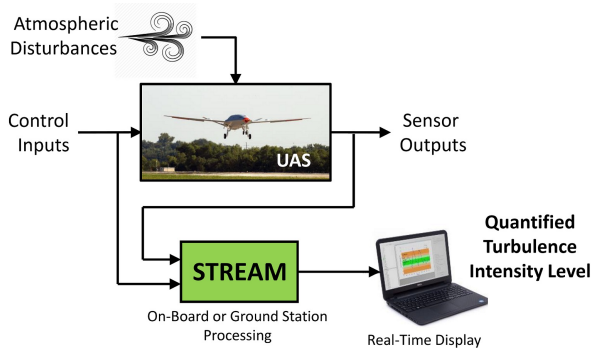 Atmospheric
Disturbances
Control
Inputs
UAS
Sensor
Outputs
STREAM
On-Board or Ground Station
Processing
Quantified
Turbulence
Intensity Level
Real-Time Display